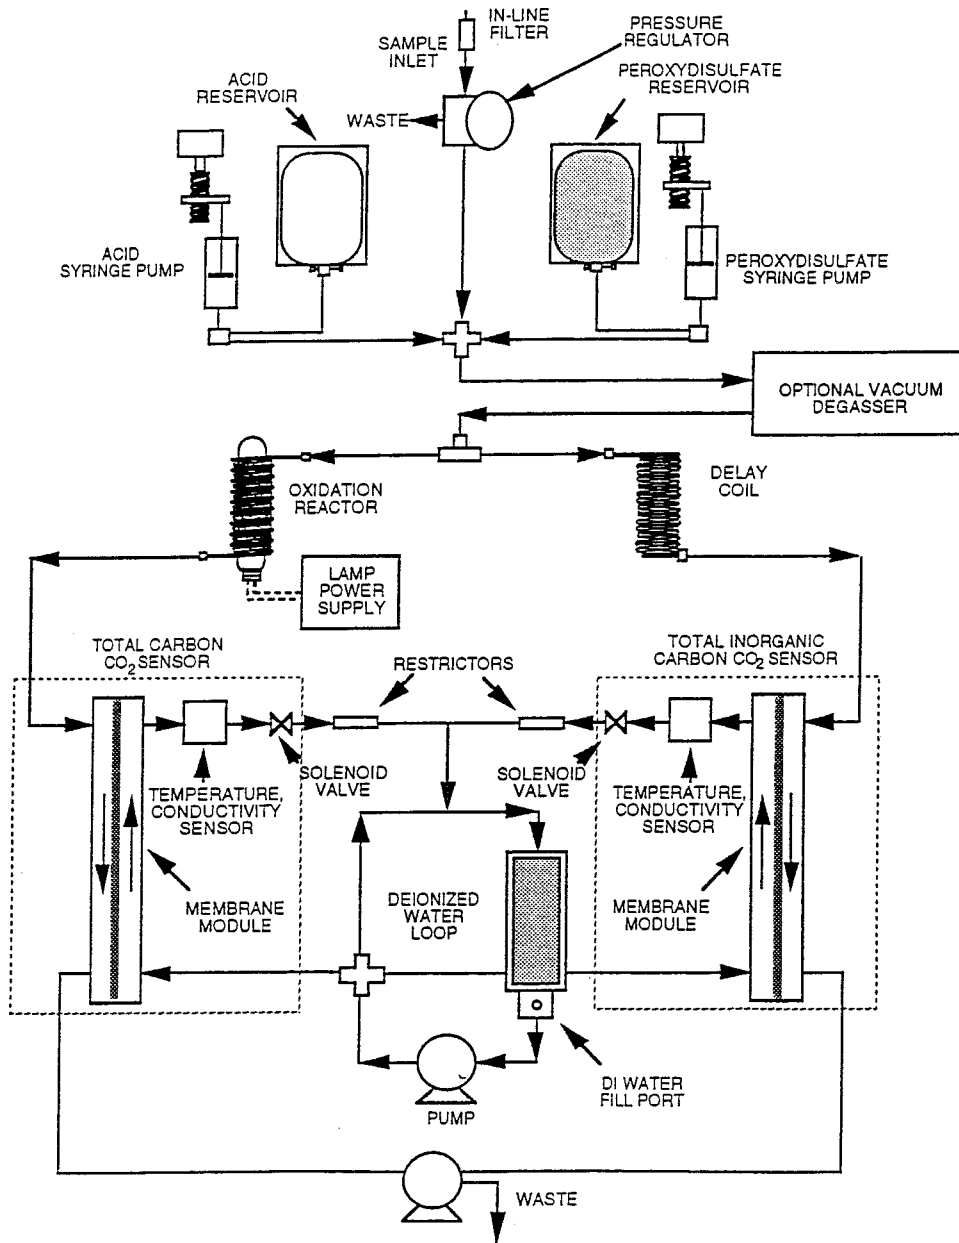 IN-LINE
FILTER
SAMPLE
INLET
PRESSURE
REGULATOR
ACID
RESERVOIR
PEROXYDISULFATE
RESERVOIR
WASTE
ACID
SYRINGE PUMP
PEROXYDISULFATE
SYRINGE PUMP
OPTIONAL VACUUM
DEGASSER
OXIDATION
REACTOR
DELAY
COIL
LAMP
POWER
SUPPLY
TOTAL CARBON
CO2 SENSOR
RESTRICTORS
TOTAL INORGANIC
CARBON CO2 SENSOR
SOLENOID
VALVE
SOLENOID
VALVE
TEMPERATURE,
CONDUCTIVITY
SENSOR
TEMPERATURE,
CONDUCTIVITY
SENSOR
MEMBRANE
MODULE
DEIONIZED
WATER
LOOP
MEMBRANE
MODULE
DI WATER
FILL PORT
PUMP
WASTE